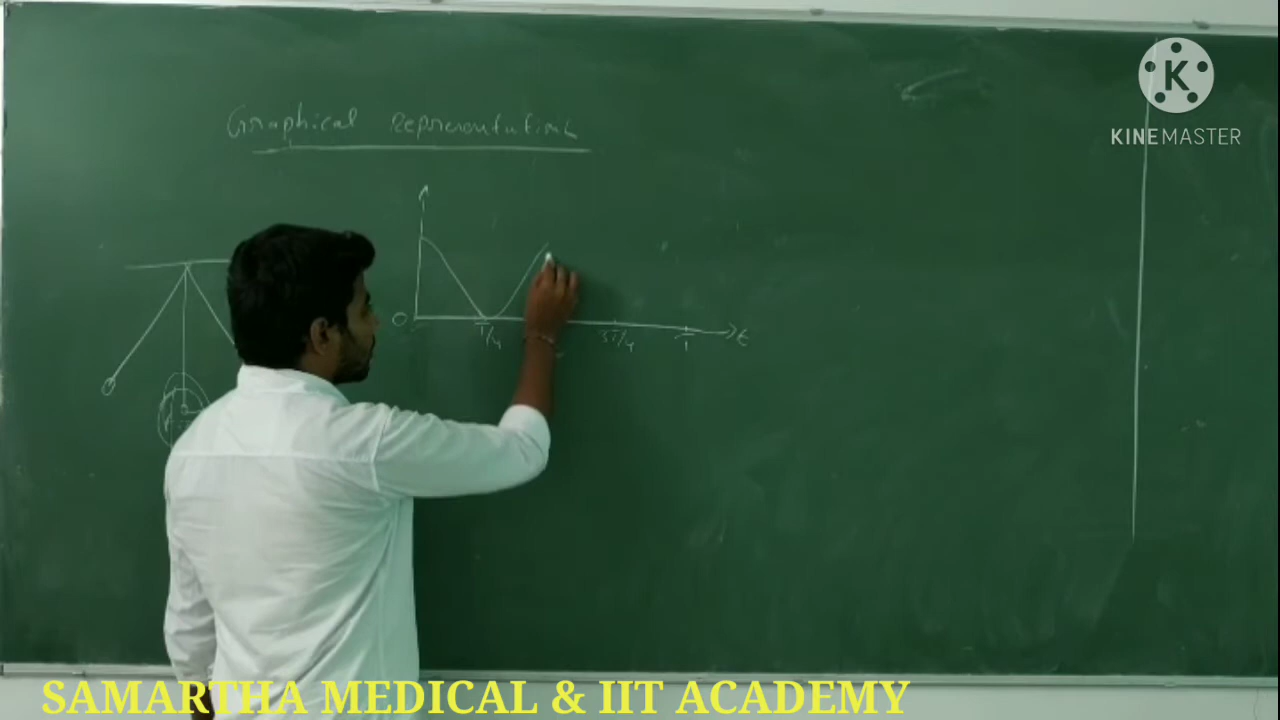 Graphical Representation
KINEMASTER
O
T/4
3T/4
T
t
SAMARTHA MEDICAL & IIT ACADEMY